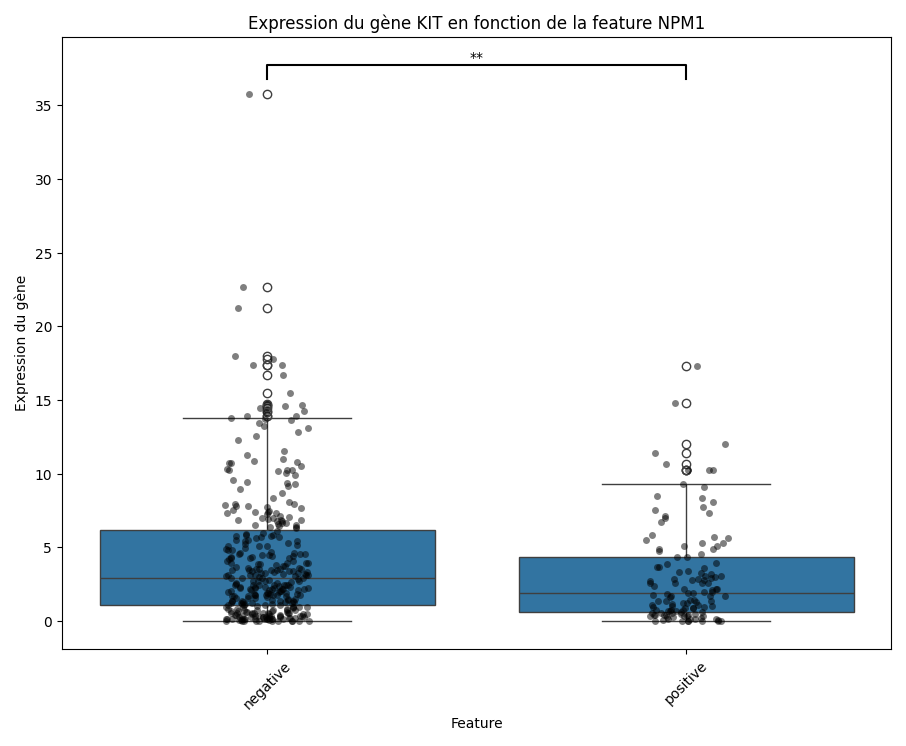 Expression du gène KIT en fonction de la feature NPM1
**
35
30
25
20
15
10
5
0
Expression du gène
negative
positive
Feature